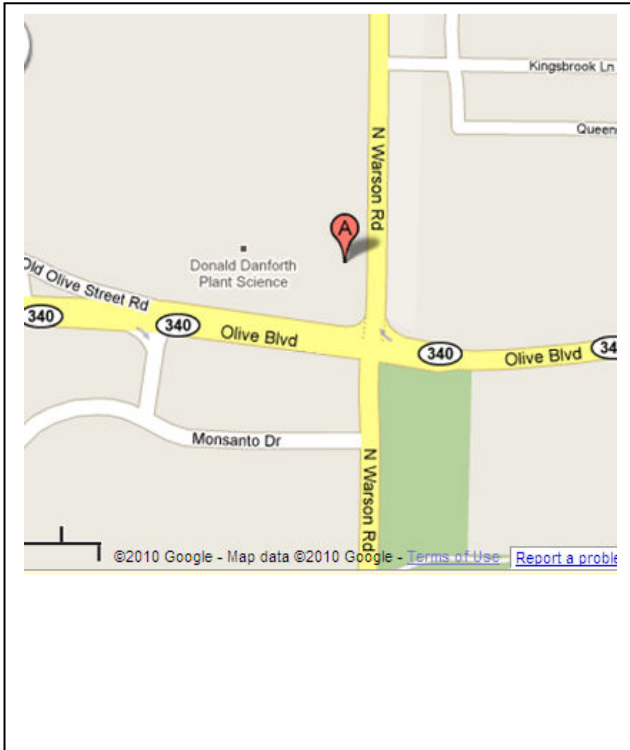 Kingsbrook Ln
Queen
N Warson Rd
A
Donald Danforth
Plant Science
Old Olive Street Rd
340
340
Olive Blvd
340
Olive Blvd
34
Monsanto Dr
N Warson Rd
©2010 Google - Map data ©2010 Google - Terms of Use
Report a proble